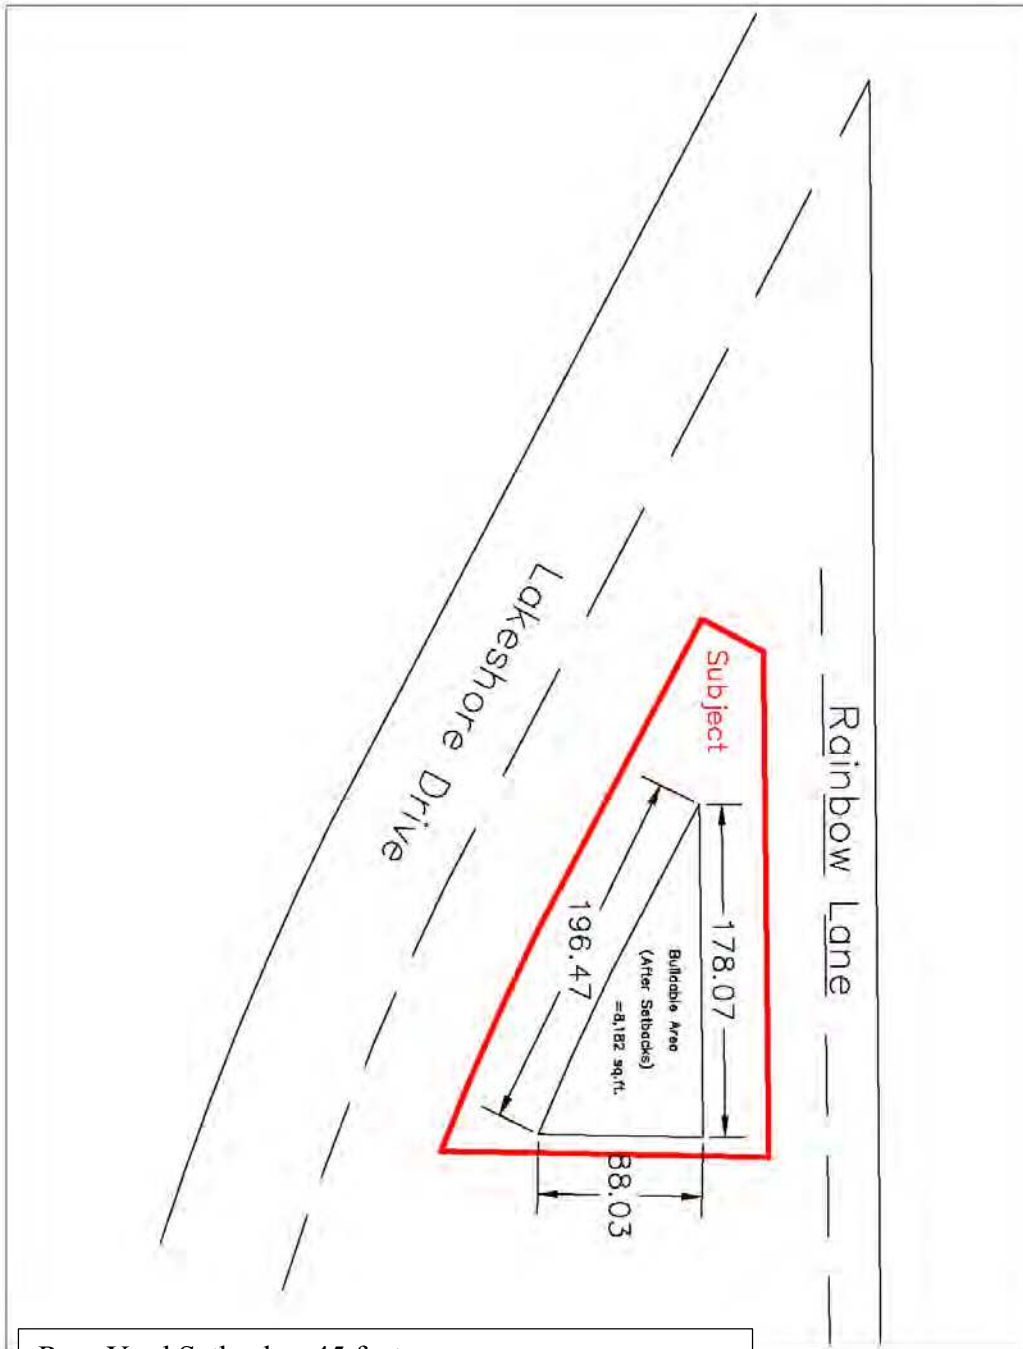 Lakeshore Drive
Subject
Rainbow Lane
178.07
Buildable Area
(After Setbacks)
=8,182 sq.ft.
196.47
88.03